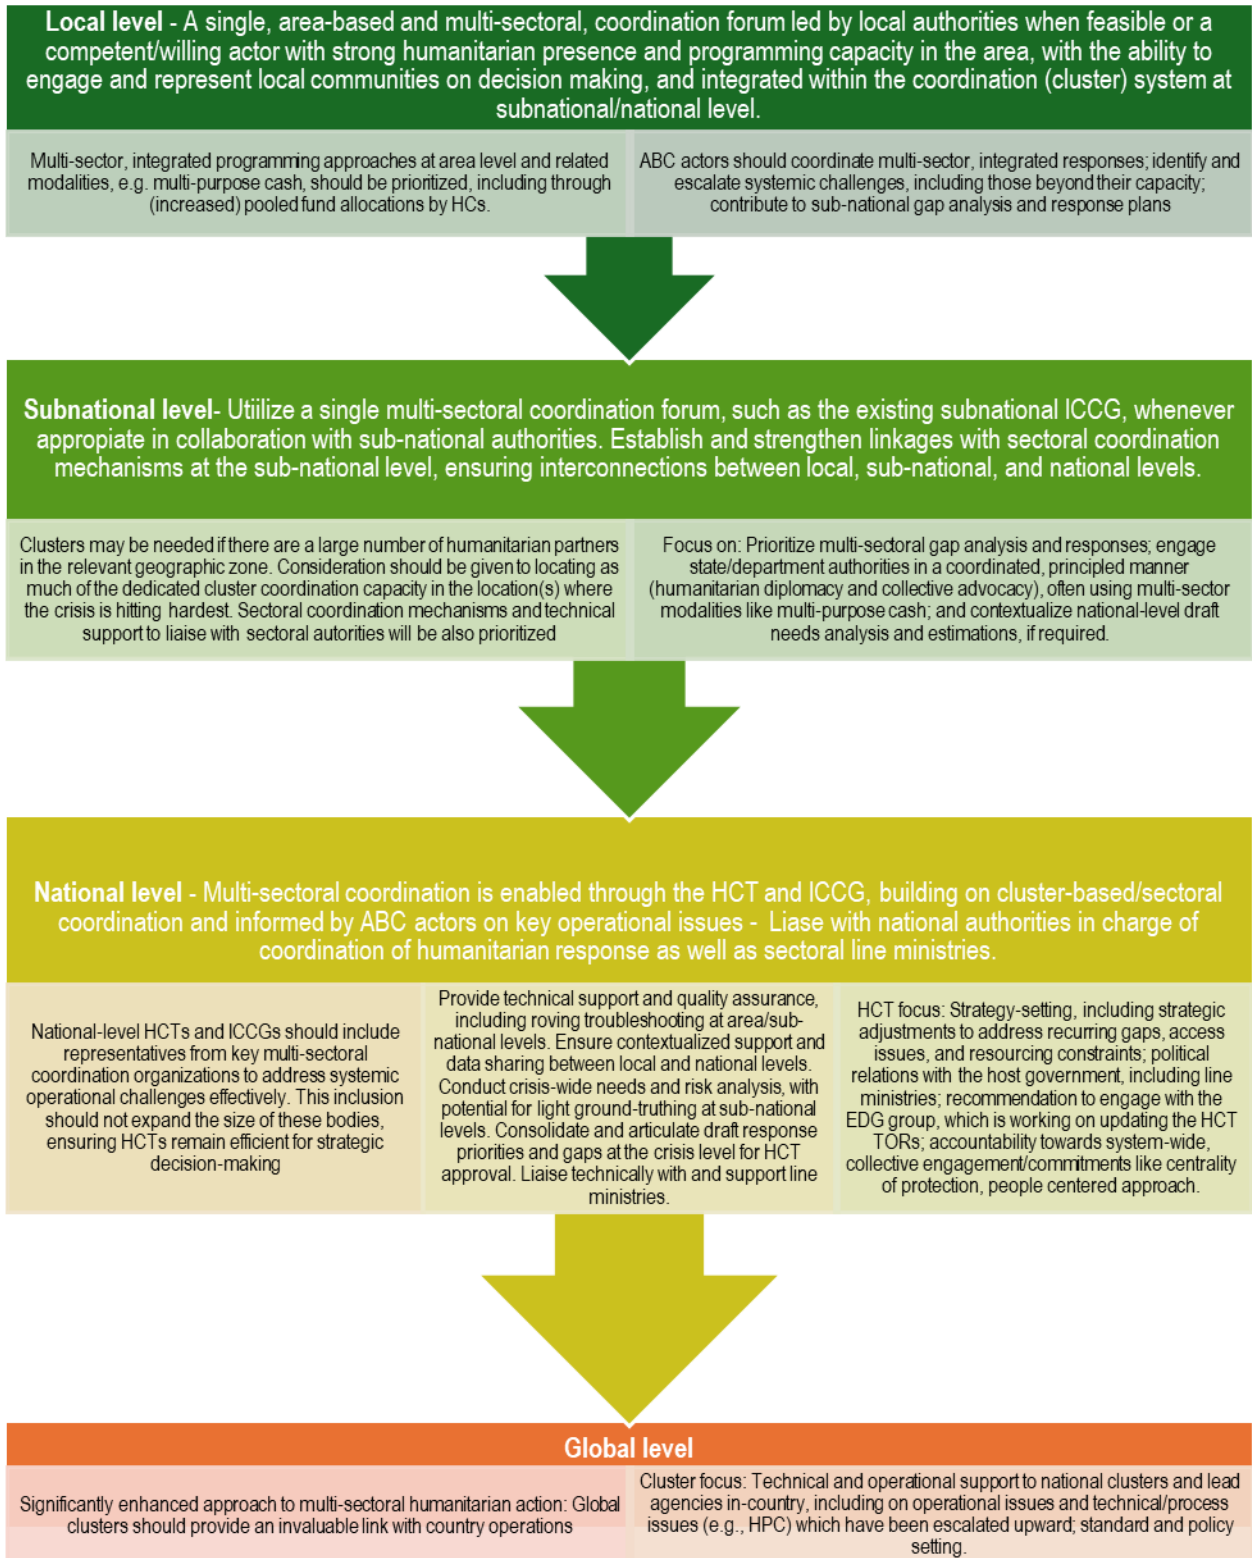 Local level - A single, area-based and multi-sectoral, coordination forum led by local authorities when feasible or a
competent/willing actor with strong humanitarian presence and programming capacity in the area, with the ability to
engage and represent local communities on decision making, and integrated within the coordination (cluster) system at
subnational/national level.
Multi-sector, integrated programming approaches at area level and related
modalities, e.g. multi-purpose cash, should be prioritized, including through
(increased) pooled fund allocations by HCs.
ABC actors should coordinate multi-sector, integrated responses; identify and
escalate systemic challenges, including those beyond their capacity;
contribute to sub-national gap analysis and response plans
Subnational level- Utiilize a single multi-sectoral coordination forum, such as the existing subnational ICCG, whenever
appropiate in collaboration with sub-national authorities. Establish and strengthen linkages with sectoral coordination
mechanisms at the sub-national level, ensuring interconnections between local, sub-national, and national levels.
Clusters may be needed if there are a large number of humanitarian partners
in the relevant geographic zone. Consideration should be given to locating as
much of the dedicated cluster coordination capacity in the location(s) where
the crisis is hitting hardest. Sectoral coordination mechanisms and technical
support to liaise with sectoral autorities will be also prioritized
Focus on: Prioritize multi-sectoral gap analysis and responses; engage
state/department authorities in a coordinated, principled manner
(humanitarian diplomacy and collective advocacy), often using multi-sector
modalities like multi-purpose cash; and contextualize national-level draft
needs analysis and estimations, if required.
National level - Multi-sectoral coordination is enabled through the HCT and ICCG, building on cluster-based/sectoral
coordination and informed by ABC actors on key operational issues - Liase with national authorities in charge of
coordination of humanitarian response as well as sectoral line ministries.
National-level HCTs and ICCGs should include
representatives from key multi-sectoral
coordination organizations to address systemic
operational challenges effectively. This inclusion
should not expand the size of these bodies,
ensuring HCTs remain efficient for strategic
decision-making
Provide technical support and quality assurance,
including roving troubleshooting at area/sub-
national levels. Ensure contextualized support and
data sharing between local and national levels.
Conduct crisis-wide needs and risk analysis, with
potential for light ground-truthing at sub-national
levels. Consolidate and articulate draft response
priorities and gaps at the crisis level for HCT
approval. Liaise technically with and support line
ministries.
HCT focus: Strategy-setting, including strategic
adjustments to address recurring gaps, access
issues, and resourcing constraints; political
relations with the host government, including line
ministries; recommendation to engage with the
EDG group, which is working on updating the HCT
TORs; accountability towards system-wide,
collective engagement/commitments like centrality
of protection, people centered approach.
Global level
Significantly enhanced approach to multi-sectoral humanitarian action: Global
clusters should provide an invaluable link with country operations
Cluster focus: Technical and operational support to national clusters and lead
agencies in-country, including on operational issues and technical/process
issues (e.g., HPC) which have been escalated upward; standard and policy
setting.